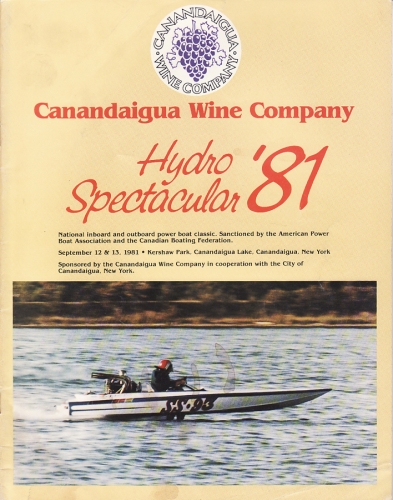 CANANDAIGUA
WINE COMPANY
Canandaigua Wine Company
Hydro
Spectacular '81
National inboard and outboard power boat classic. Sanctioned by the American Power
Boat Association and the Canadian Boating Federation.
September 12 & 13, 1981 • Kershaw Park, Canandaigua Lake, Canandaigua, New York
Sponsored by the Canandaigua Wine Company in cooperation with the City of
Canandaigua, New York.